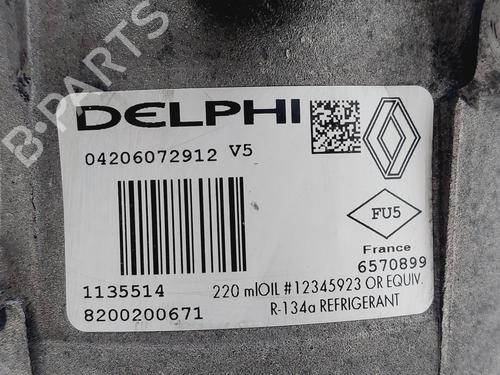 B-PARTS
DELPHI
04206072912 V5
FU5
France
6570899
1135514
8200200671
220 mlOIL #12345923 OR EQUIV.
R-134a REFRIGERANT